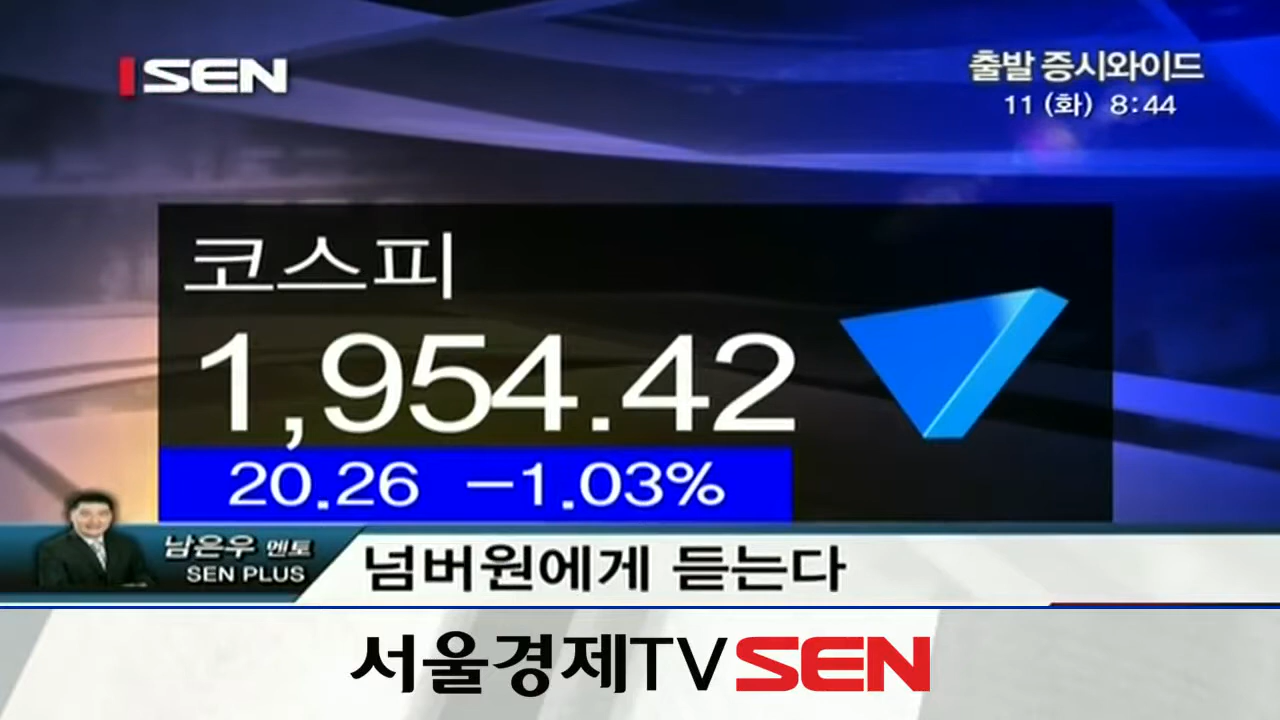 SEN
출발 증시와이드
11 (화) 8:44
코스피
1,954.42
20.26 -1.03%
남은우 멘토
SEN PLUS
넘버원에게 듣는다
서울경제TV SEN